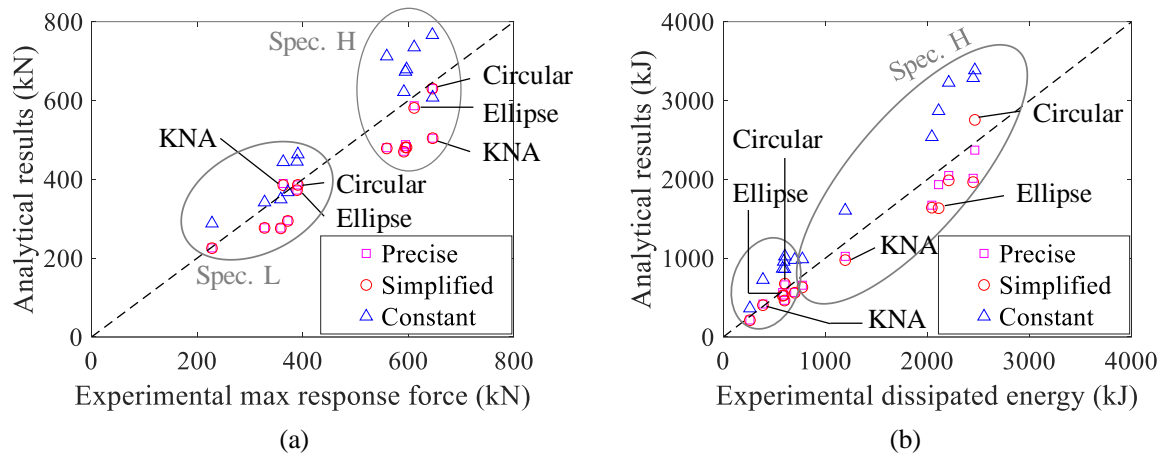 800
600
400
200
0
Analytical results (kN)
Spec. H
Circular
Ellipse
KNA
KNA
Circular
Ellipse
Spec. L
Precise
Simplified
Constant
0
200
400
600
800
Experimental max response force (kN)
(a)
4000
3000
2000
1000
0
Analytical results (kJ)
Spec. H
Circular
Circular
Ellipse
Ellipse
KNA
KNA
Precise
Simplified
Constant
0
1000
2000
3000
4000
Experimental dissipated energy (kJ)
(b)